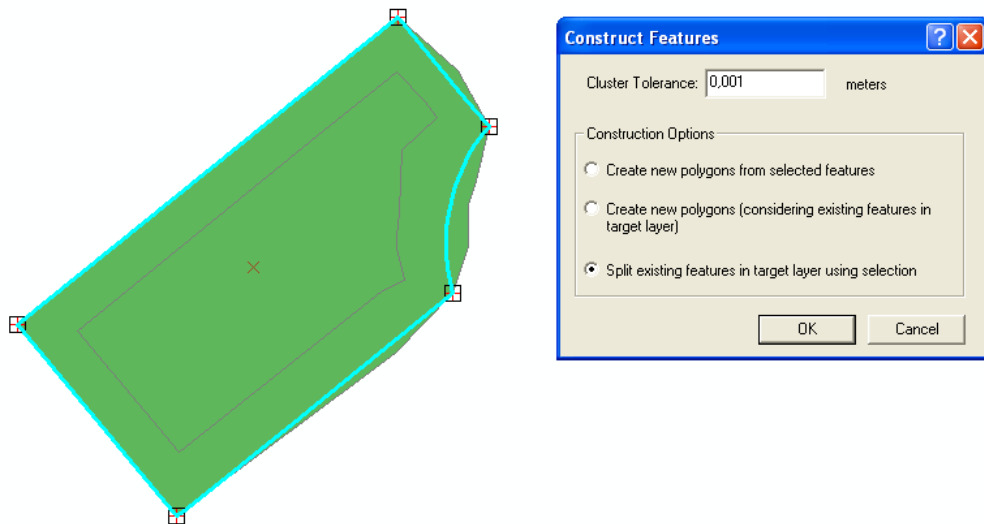 Construct Features
Cluster Tolerance: 0,001 meters
Construction Options
Create new polygons from selected features
Create new polygons (considering existing features in
target layer)
Split existing features in target layer using selection
OK Cancel